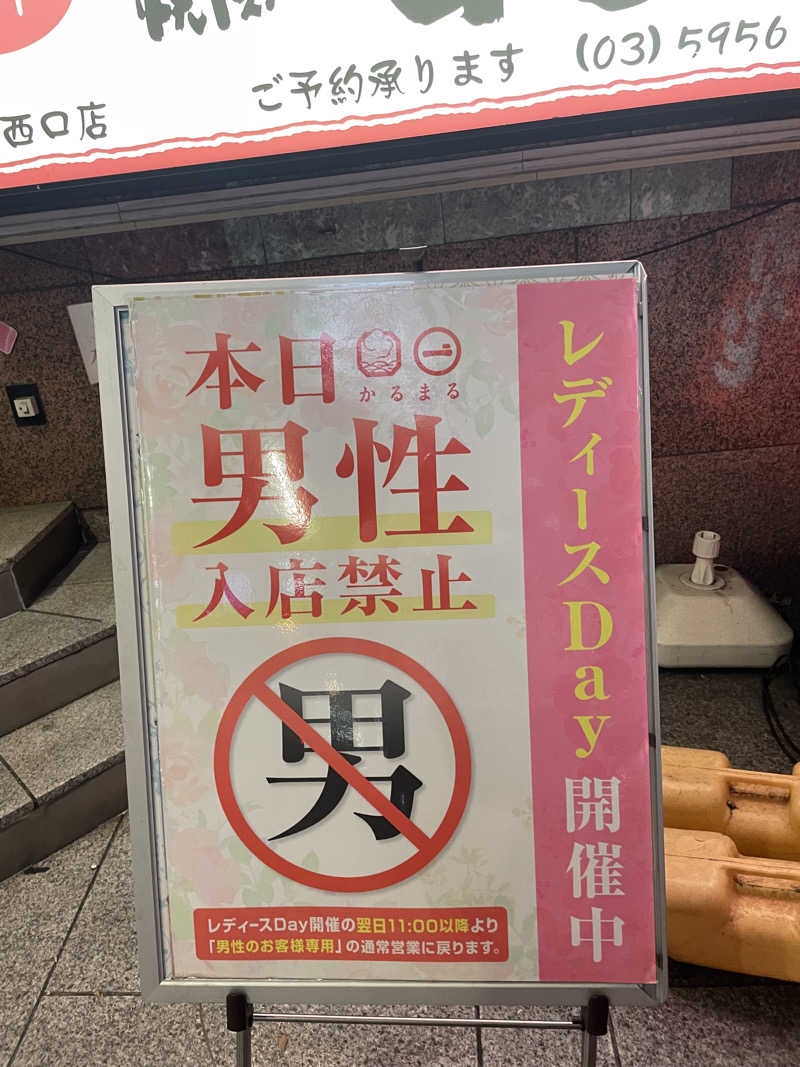 ご予約承ります (03)5956
西口店
本日 かるまる
男性
入店禁止
男
レディースDay開催中
レディースDay開催の翌日11:00以降より
「男性のお客様専用」の通常営業に戻ります。